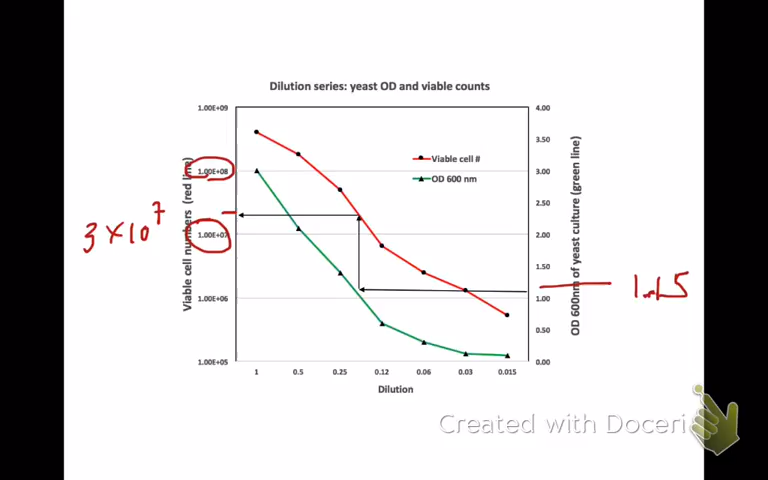 Dilution series: yeast OD and viable counts
1.00E+09
1.00E+08
1.00E+07
1.00E+06
1.00E+05
Viable cell numbers (red line)
3 × 10⁷
Viable cell #
OD 600 nm
4.00
3.50
3.00
2.50
2.00
1.50
1.00
0.50
0.00
OD 600nm of yeast culture (green line)
1 0.5 0.25 0.12 0.06 0.03 0.015
Dilution
Created with Doceri